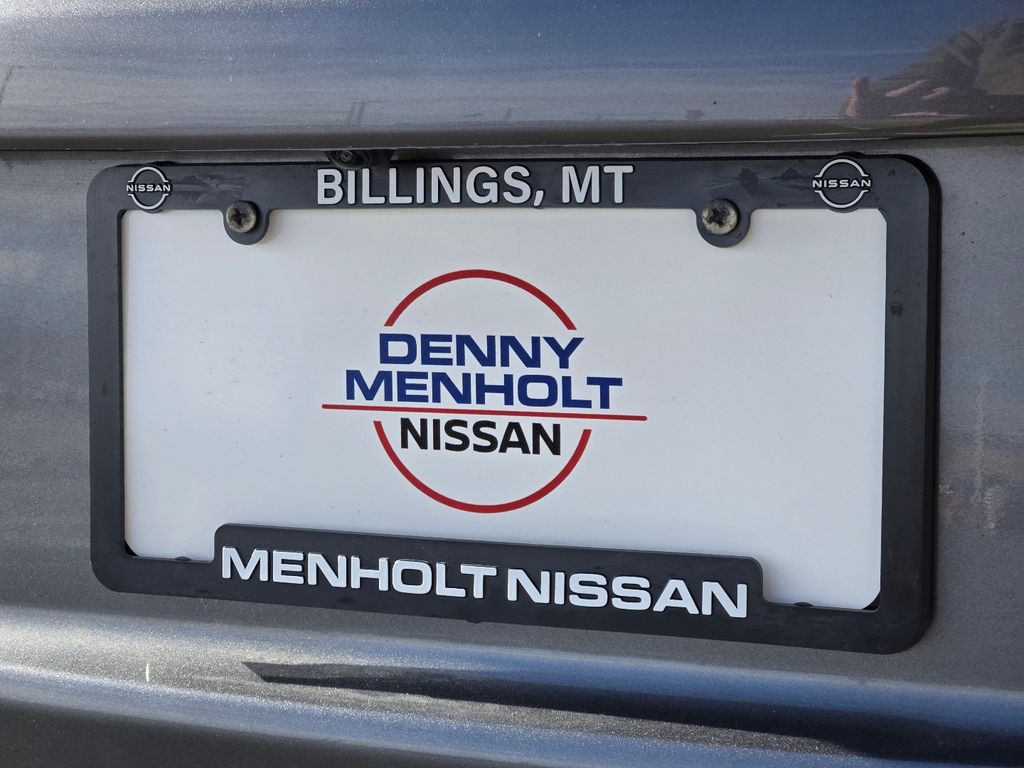 NISSAN
BILLINGS, MT
NISSAN
DENNY
MENHOLT
NISSAN
MENHOLT NISSAN